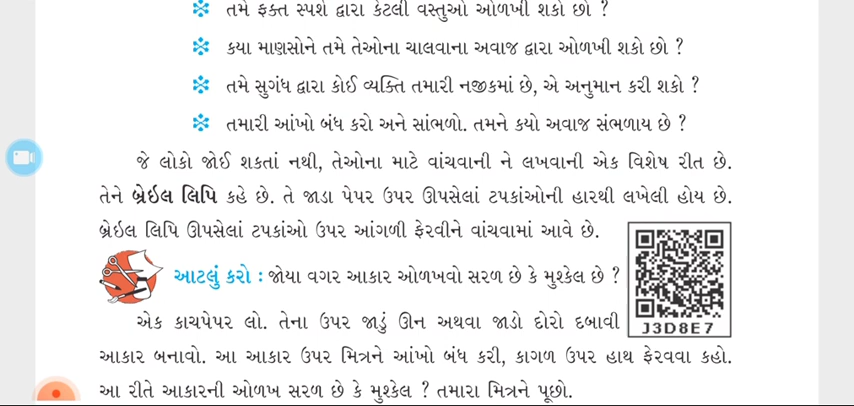 ❇ તમે ફક્ત સ્પર્શ દ્વારા કેટલી વસ્તુઓ ઓળખી શકો છો ?
❇ કયા માણસોને તમે તેઓના ચાલવાના અવાજ દ્વારા ઓળખી શકો છો ?
❇ તમે સુગંધ દ્વારા કોઈ વ્યક્તિ તમારી નજીકમાં છે, એ અનુમાન કરી શકો ?
❇ તમારી આંખો બંધ કરો અને સાંભળો. તમને કયો અવાજ સંભળાય છે ?
જે લોકો જોઈ શકતાં નથી, તેઓના માટે વાંચવાની ને લખવાની એક વિશેષ રીત છે.
તેને બ્રેઇલ લિપિ કહે છે. તે જાડા પેપર ઉપર ઊપસેલાં ટપકાંઓની હારથી લખેલી હોય છે.
બ્રેઇલ લિપિ ઊપસેલાં ટપકાંઓ ઉપર આંગળી ફેરવીને વાંચવામાં આવે છે.
આટલું કરો : જોયા વગર આકાર ઓળખવો સરળ છે કે મુશ્કેલ છે ?
એક કાચપેપર લો. તેના ઉપર જાડું ઊન અથવા જાડો દોરો દબાવી
J3D8E7
આકાર બનાવો. આ આકાર ઉપર મિત્રને આંખો બંધ કરી, કાગળ ઉપર હાથ ફેરવવા કહો.
આ રીતે આકારની ઓળખ સરળ છે કે મુશ્કેલ ? તમારા મિત્રને પૂછો.